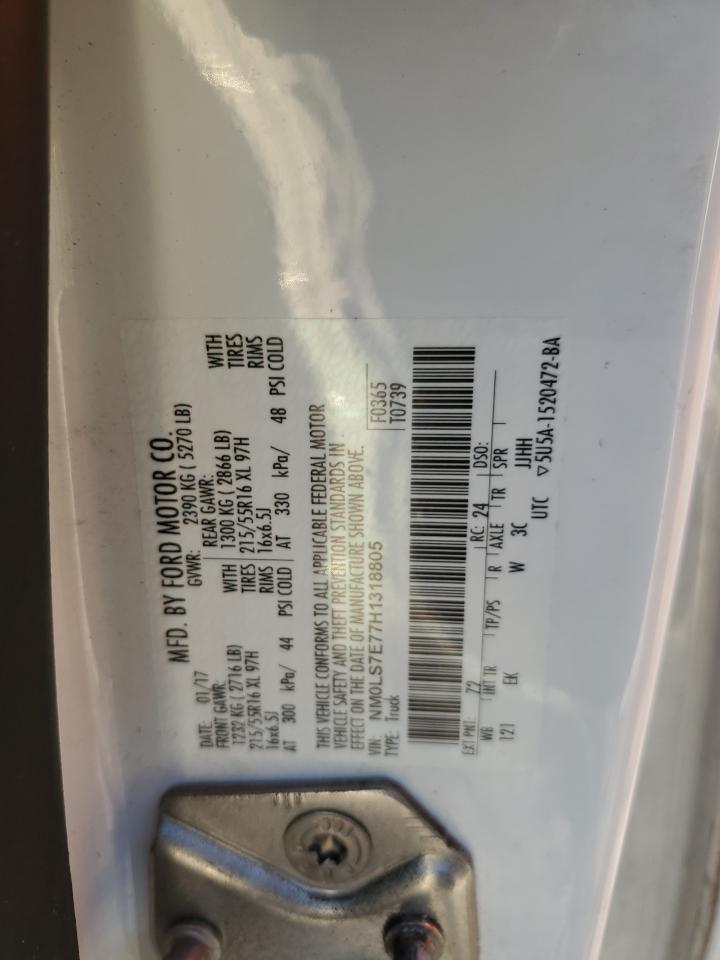 MFD. BY FORD MOTOR CO.
DATE: 01/17 GVWR: 2390 KG ( 5270 LB)
FRONT GAWR: REAR GAWR:
1232 KG (2716 LB) WITH 1300 KG ( 2866 LB) WITH
215/55R16 XL 97H TIRES 215/55R16 XL 97H TIRES
16x6.5J RIMS 16x6.5J RIMS
AT 300 kPa/ 44 PSI COLD AT 330 kPa/ 48 PSI COLD
THIS VEHICLE CONFORMS TO ALL APPLICABLE FEDERAL MOTOR
VEHICLE SAFETY AND THEFT PREVENTION STANDARDS IN
EFFECT ON THE DATE OF MANUFACTURE SHOWN ABOVE.
VIN: NM0LS7E77H1318805 F0365
TYPE: Truck T0739
EXT PNT: Z2 RC: 24 DSO:
WB INT TR TP/PS R AXLE TR SPR
121 EK W 3C JJHH
UTC ▽5U5A-1520472-BA